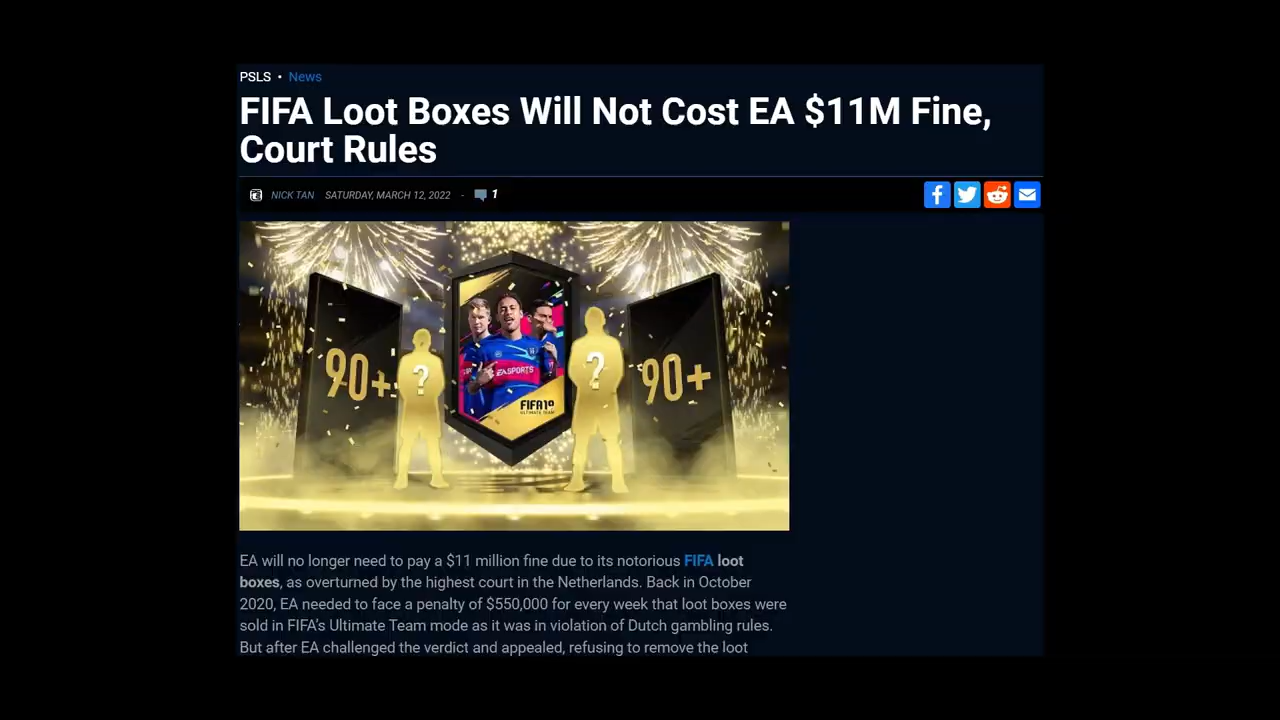 PSLS • News
FIFA Loot Boxes Will Not Cost EA $11M Fine,
Court Rules
NICK TAN SATURDAY, MARCH 12, 2022 - 1
90+ ? ? 90+
EA SPORTS
FIFA19
ULTIMATE TEAM
EA will no longer need to pay a $11 million fine due to its notorious FIFA loot
boxes, as overturned by the highest court in the Netherlands. Back in October
2020, EA needed to face a penalty of $550,000 for every week that loot boxes were
sold in FIFA's Ultimate Team mode as it was in violation of Dutch gambling rules.
But after EA challenged the verdict and appealed, refusing to remove the loot